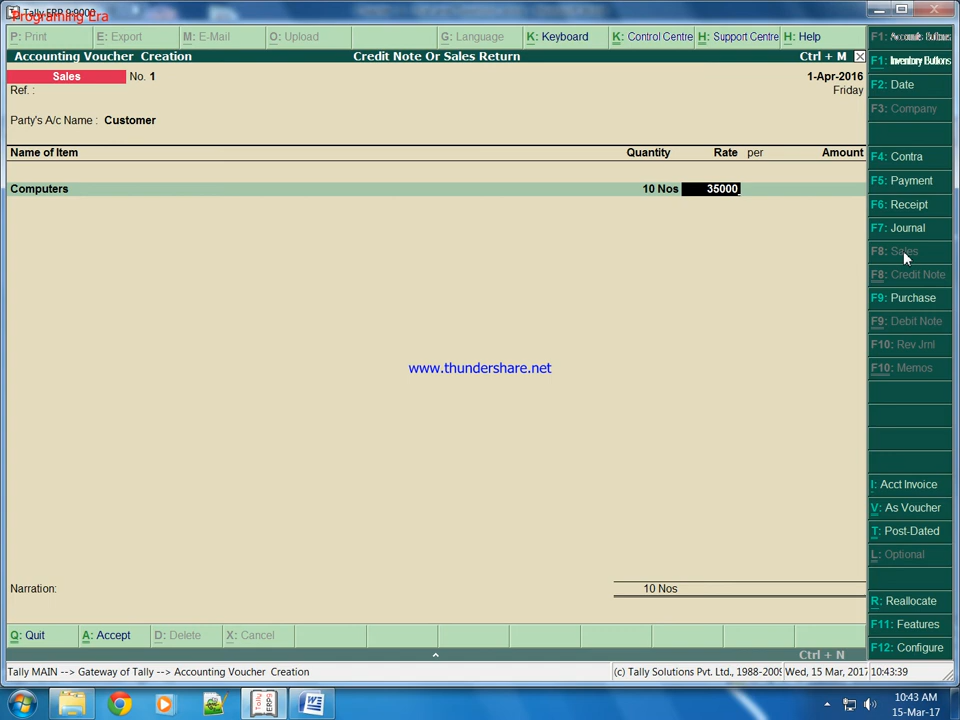 Tally.ERP 9:9000
Programing Era
P: Print E: Export M: E-Mail O: Upload G: Language K: Keyboard K: Control Centre H: Support Centre H: Help
Accounting Voucher Creation Credit Note Or Sales Return Ctrl + M
Sales No. 1 1-Apr-2016
Ref. : Friday
Party's A/c Name : Customer
Name of Item Quantity Rate per Amount
Computers 10 Nos 35000
www.thundershare.net
Narration: 10 Nos
Q: Quit A: Accept D: Delete X: Cancel
Ctrl + N
Tally MAIN --> Gateway of Tally --> Accounting Voucher Creation (c) Tally Solutions Pvt. Ltd., 1988-2009 Wed, 15 Mar, 2017 10:43:39
F1: Buttons
F1: Inventory Buttons
F2: Date
F3: Company
F4: Contra
F5: Payment
F6: Receipt
F7: Journal
F8: Sales
F8: Credit Note
F9: Purchase
F9: Debit Note
F10: Rev Jrnl
F10: Memos
I: Acct Invoice
V: As Voucher
T: Post-Dated
L: Optional
R: Reallocate
F11: Features
F12: Configure
Tally ERP9
10:43 AM
15-Mar-17